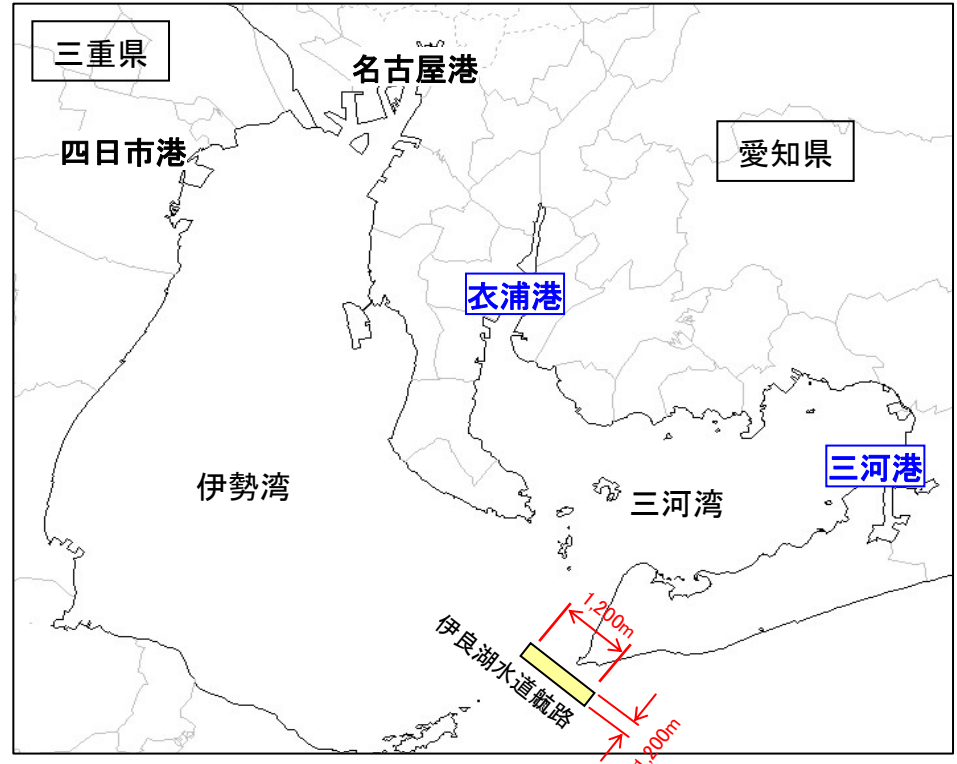 三重県
名古屋港
四日市港
愛知県
衣浦港
三河港
伊勢湾
三河湾
1,200m
伊良湖水道航路
1,200m